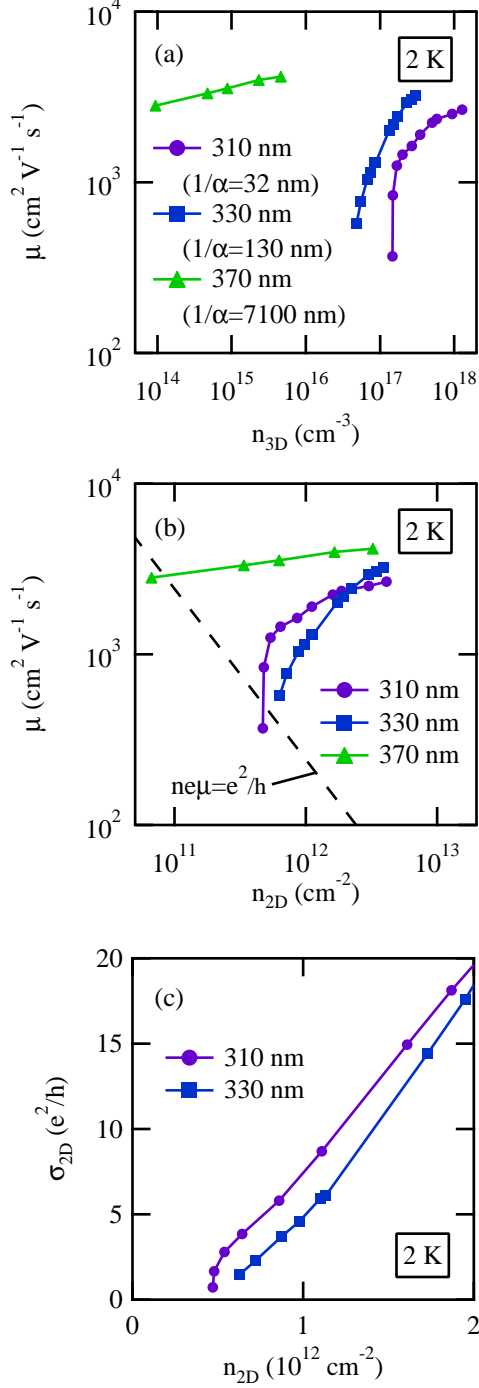 10⁴
(a)
2 K
310 nm
(1/α=32 nm)
330 nm
(1/α=130 nm)
370 nm
(1/α=7100 nm)
10³
10²
μ (cm² V⁻¹ s⁻¹)
10¹⁴ 10¹⁵ 10¹⁶ 10¹⁷ 10¹⁸
n₃D (cm⁻³)
10⁴
(b)
2 K
10³
310 nm
330 nm
370 nm
neμ=e²/h
10²
μ (cm² V⁻¹ s⁻¹)
10¹¹ 10¹² 10¹³
n₂D (cm⁻²)
20
(c)
15
310 nm
330 nm
10
5
2 K
0
σ₂D (e²/h)
0 1 2
n₂D (10¹² cm⁻²)